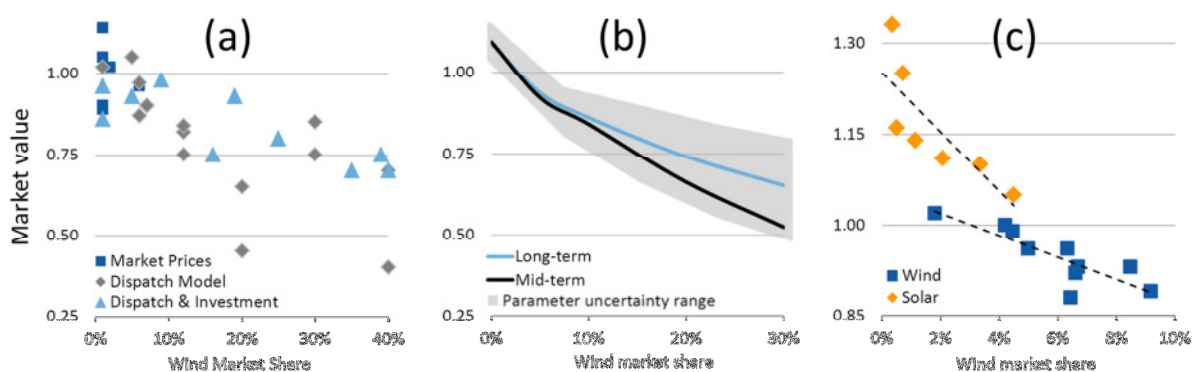 (a)
Market value
1.00
0.75
0.50
0.25
0%
10%
20%
30%
40%
Wind Market Share
Market Prices
Dispatch Model
Dispatch & Investment
(b)
1.00
0.75
0.50
0.25
0%
10%
20%
30%
Wind market share
Long-term
Mid-term
Parameter uncertainty range
(c)
1.30
1.15
1.00
0.85
0%
2%
4%
6%
8%
10%
Wind market share
Wind
Solar